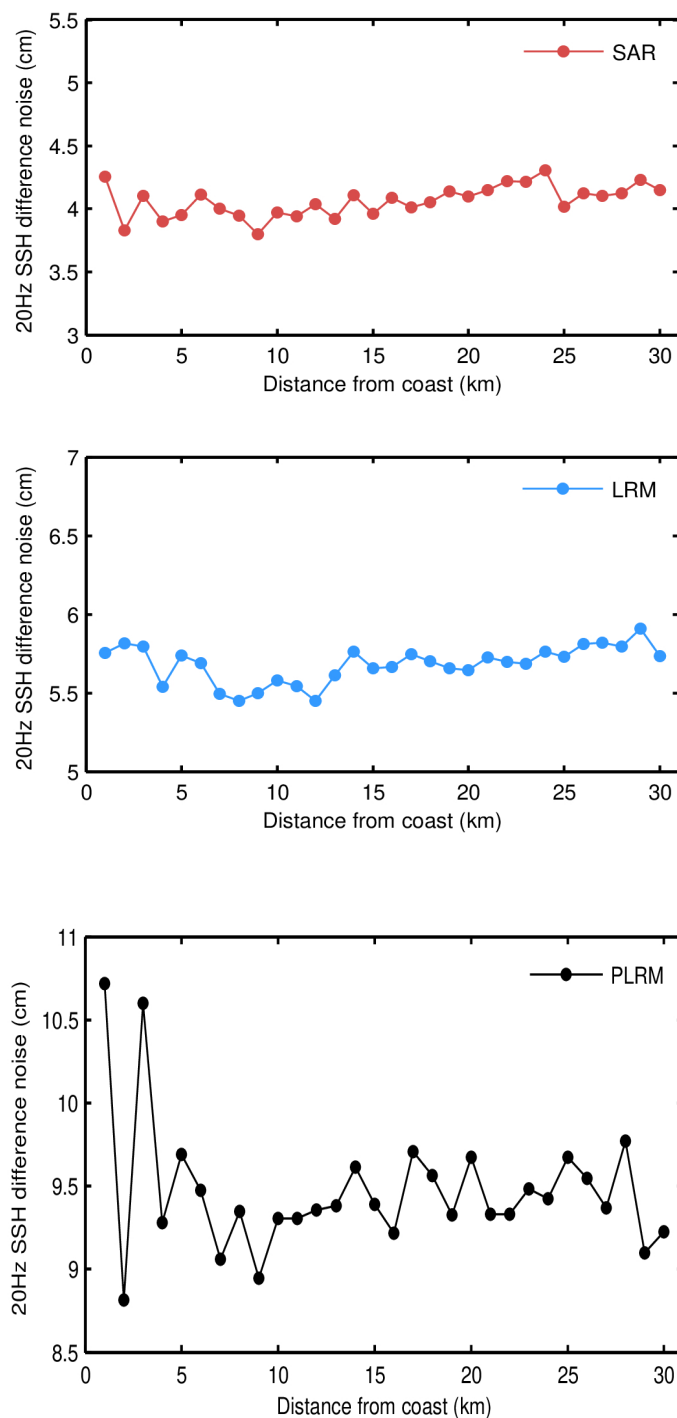 5.5
SAR
5
4.5
4
3.5
3
20Hz SSH difference noise (cm)
0 5 10 15 20 25 30
Distance from coast (km)
7
LRM
6.5
6
5.5
5
20Hz SSH difference noise (cm)
0 5 10 15 20 25 30
Distance from coast (km)
11
PLRM
10.5
10
9.5
9
8.5
20Hz SSH difference noise (cm)
0 5 10 15 20 25 30
Distance from coast (km)